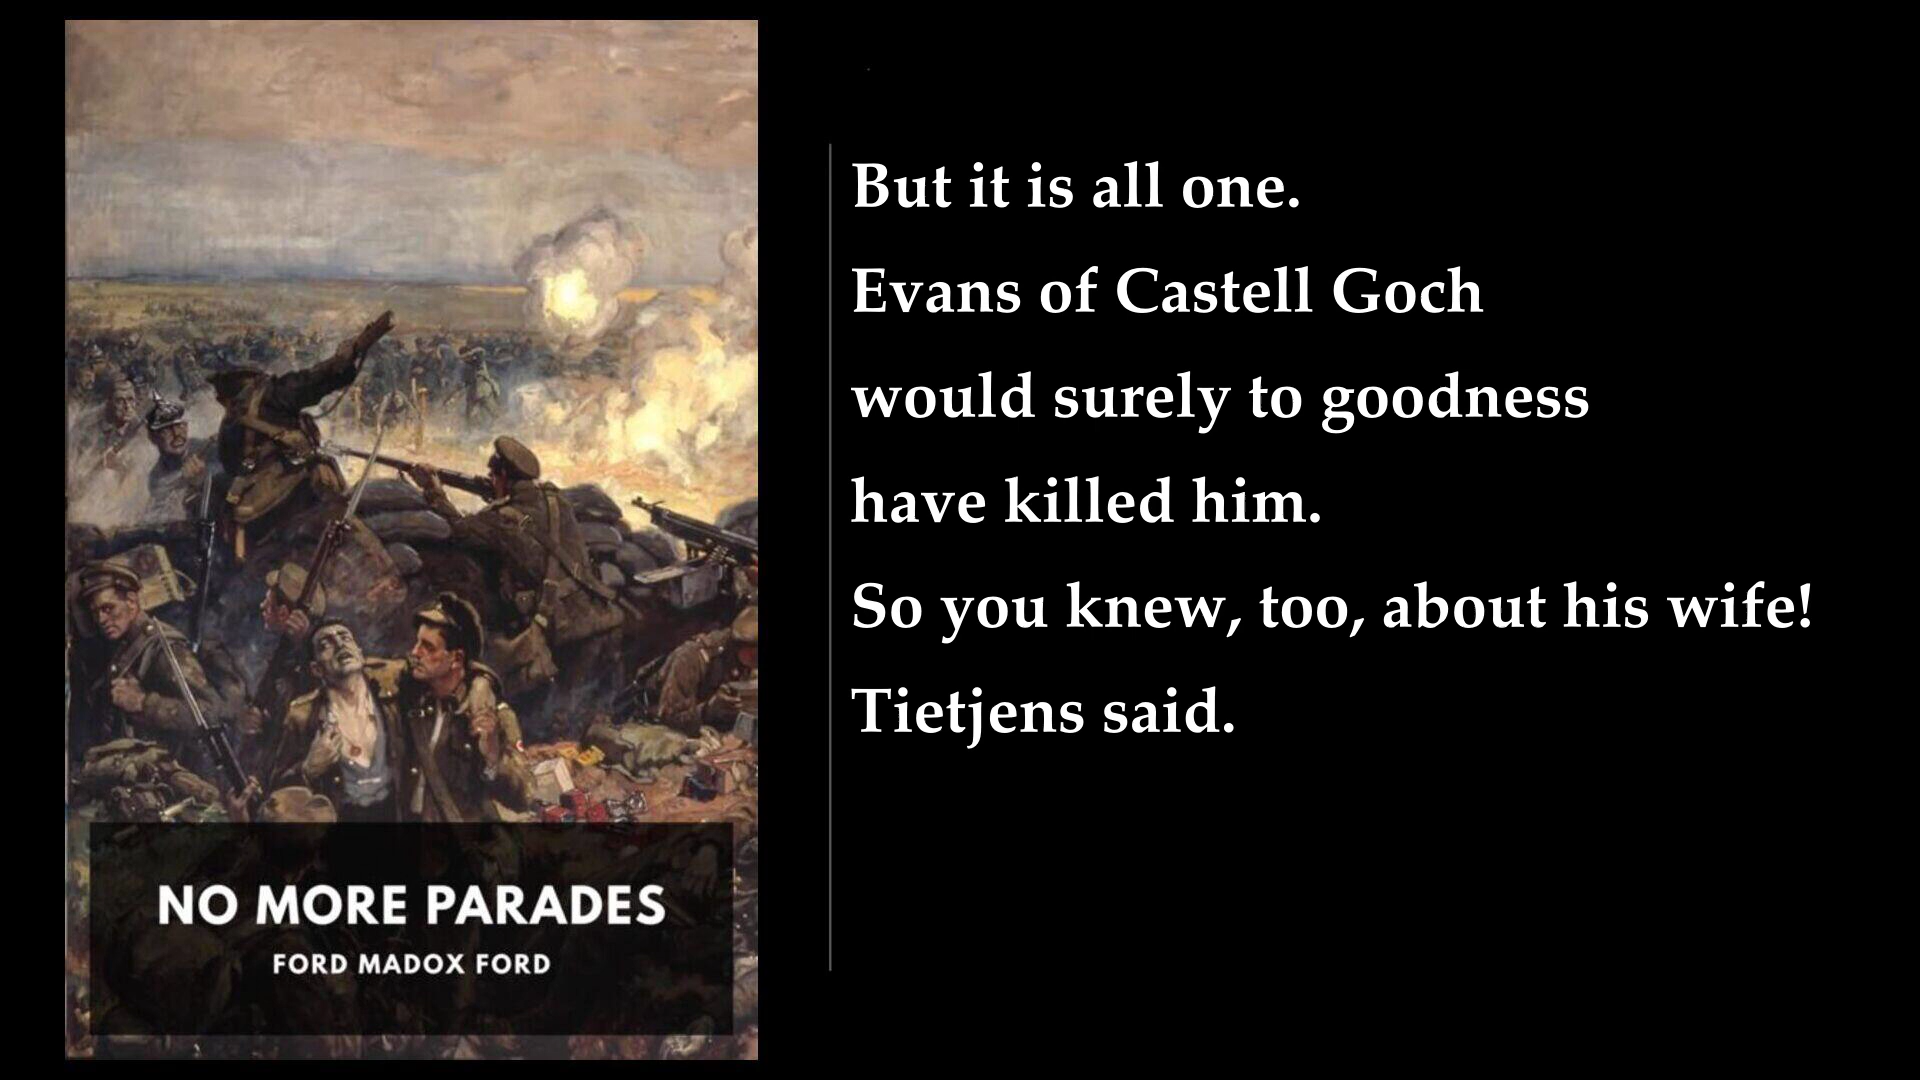 But it is all one.
Evans of Castell Goch
would surely to goodness
have killed him.
So you knew, too, about his wife!
Tietjens said.
NO MORE PARADES
FORD MADOX FORD